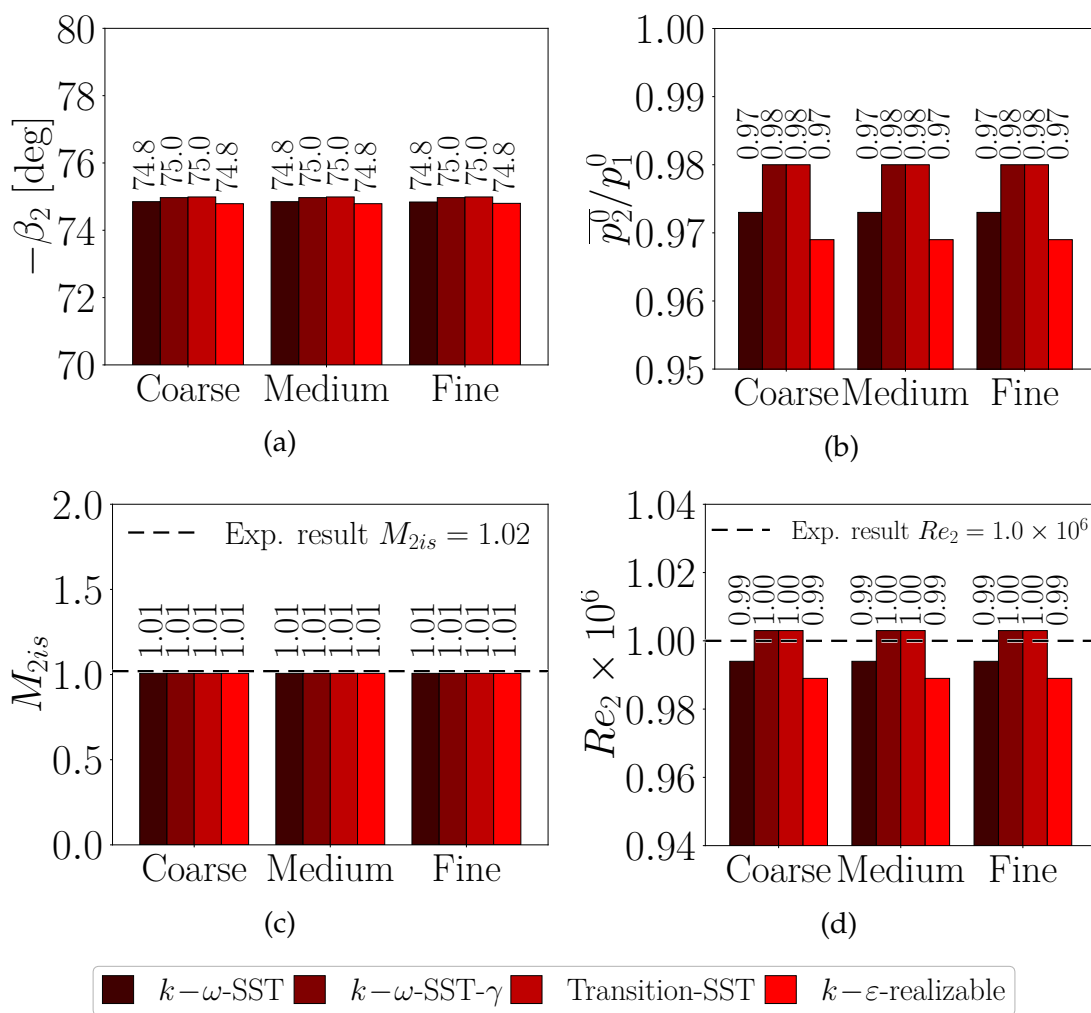 80
78
76
74
72
70
−β₂ [deg]
74.8 75.0 75.0 74.8
74.8 75.0 75.0 74.8
74.8 75.0 75.0 74.8
Coarse Medium Fine
(a)
1.00
0.99
0.98
0.97
0.96
0.95
p̅₂⁰/p₁⁰
0.97 0.98 0.98 0.97
0.97 0.98 0.98 0.97
0.97 0.98 0.98 0.97
Coarse Medium Fine
(b)
2.0
1.5
1.0
0.5
0.0
M₂ᵢₛ
Exp. result M₂ᵢₛ = 1.02
1.01 1.01 1.01 1.01
1.01 1.01 1.01 1.01
1.01 1.01 1.01 1.01
Coarse Medium Fine
(c)
1.04
1.02
1.00
0.98
0.96
0.94
Re₂ × 10⁶
Exp. result Re₂ = 1.0 × 10⁶
0.99 1.00 1.00 0.99
0.99 1.00 1.00 0.99
0.99 1.00 1.00 0.99
Coarse Medium Fine
(d)
k−ω-SST k−ω-SST-γ Transition-SST k−ε-realizable